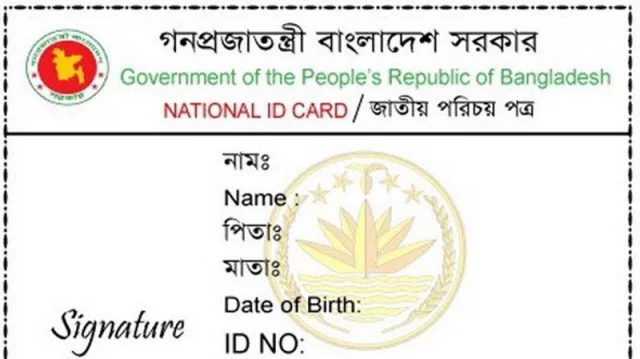 গনপ্রজাতন্ত্রী বাংলাদেশ সরকার
Government of the People's Republic of Bangladesh
NATIONAL ID CARD / জাতীয় পরিচয় পত্র
নামঃ
Name :
পিতাঃ
মাতাঃ
Date of Birth:
Signature
ID NO: